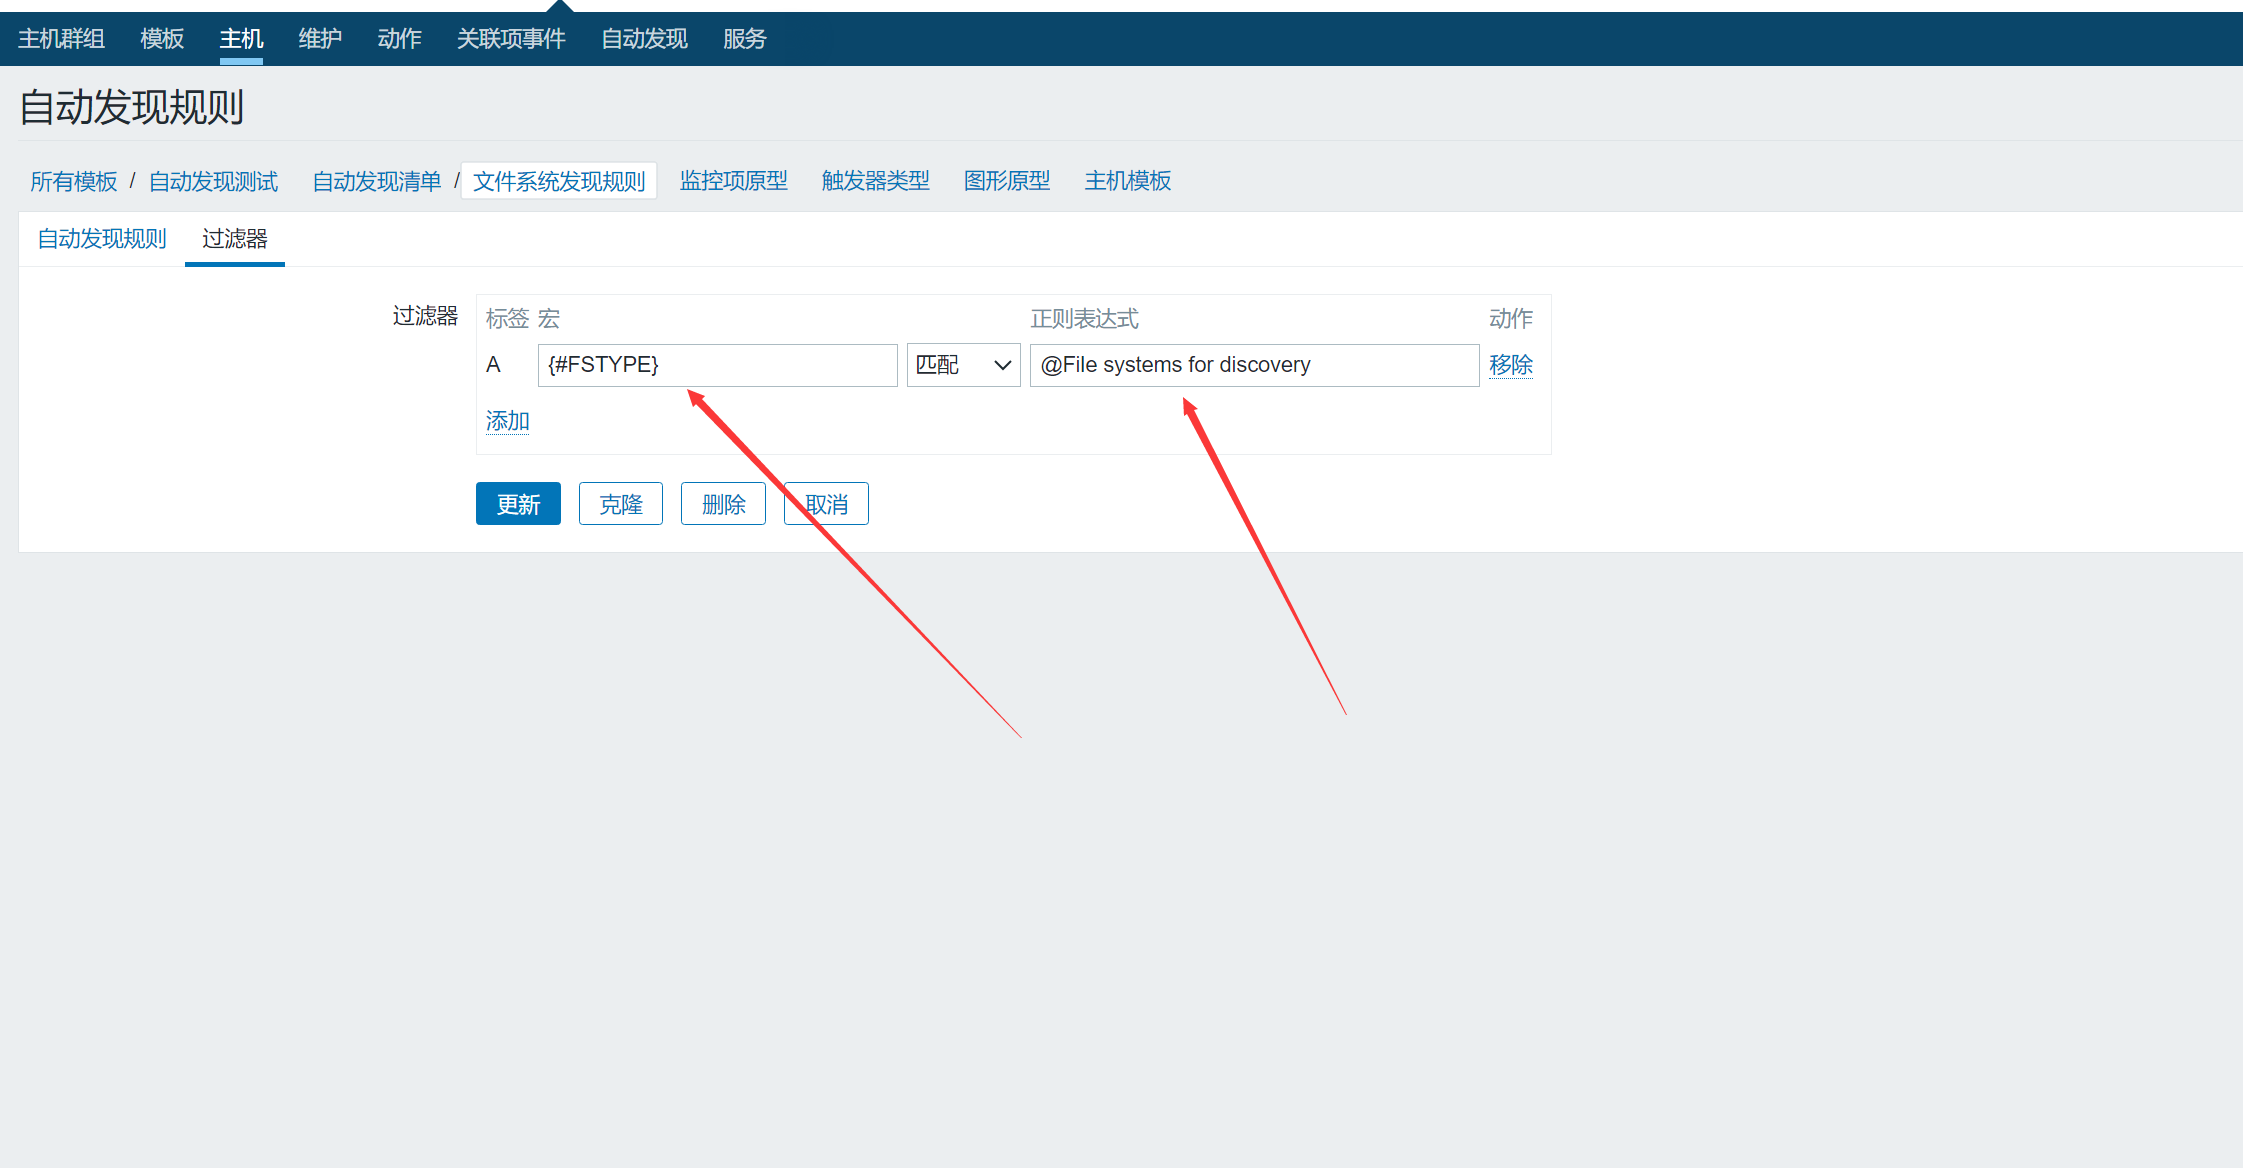 主机群组 模板 主机 维护 动作 关联项事件 自动发现 服务
自动发现规则
所有模板 / 自动发现测试 自动发现清单 / 文件系统发现规则 监控项原型 触发器类型 图形原型 主机模板
自动发现规则 过滤器
过滤器 标签 宏 正则表达式 动作
A {#FSTYPE} 匹配 @File systems for discovery 移除
添加
更新 克隆 删除 取消